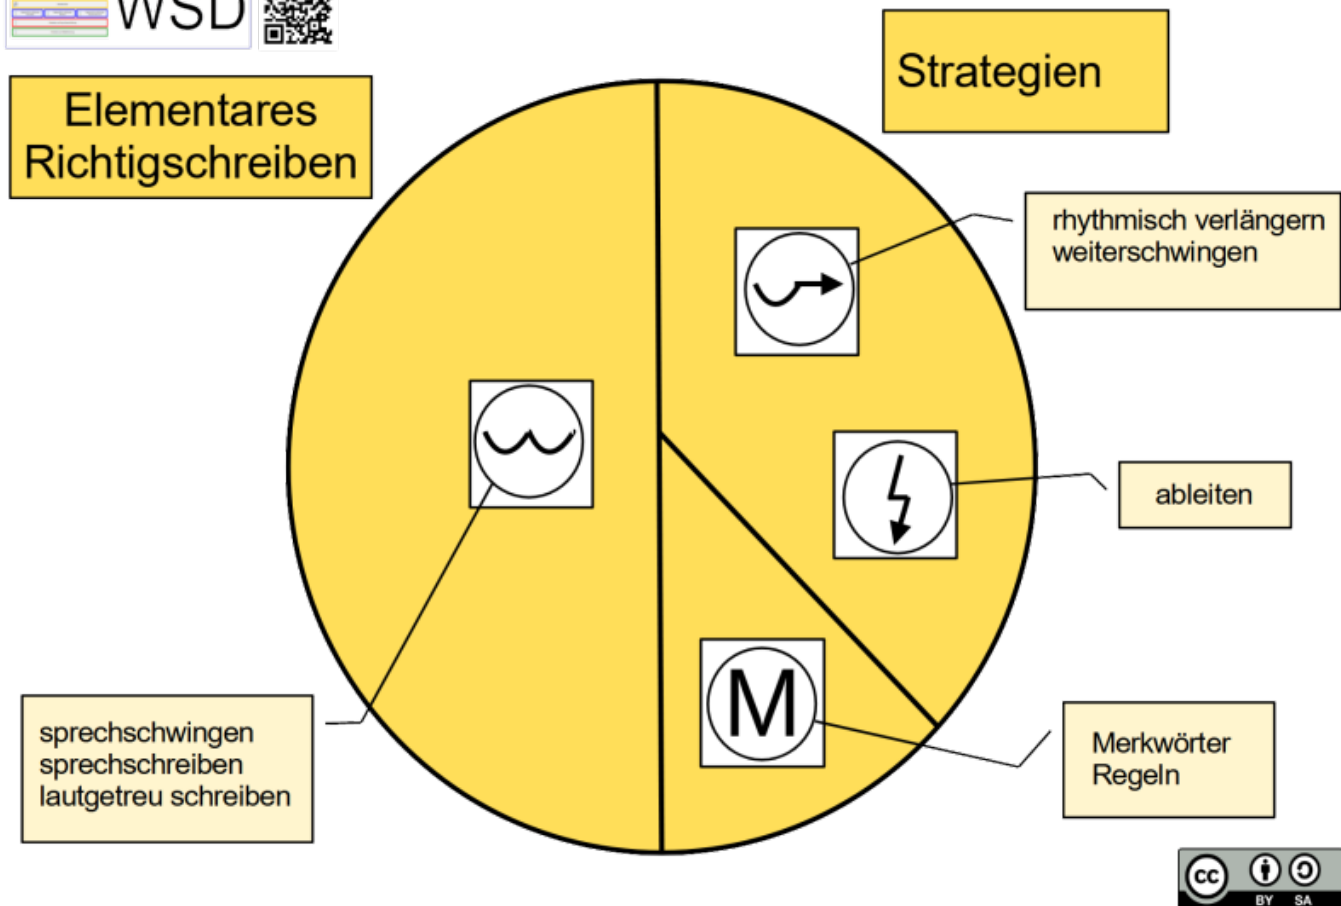 WSD
Elementares
Richtigschreiben
Strategien
rhythmisch verlängern
weiterschwingen
ableiten
M
sprechschwingen
sprechschreiben
lautgetreu schreiben
Merkwörter
Regeln
cc
BY SA